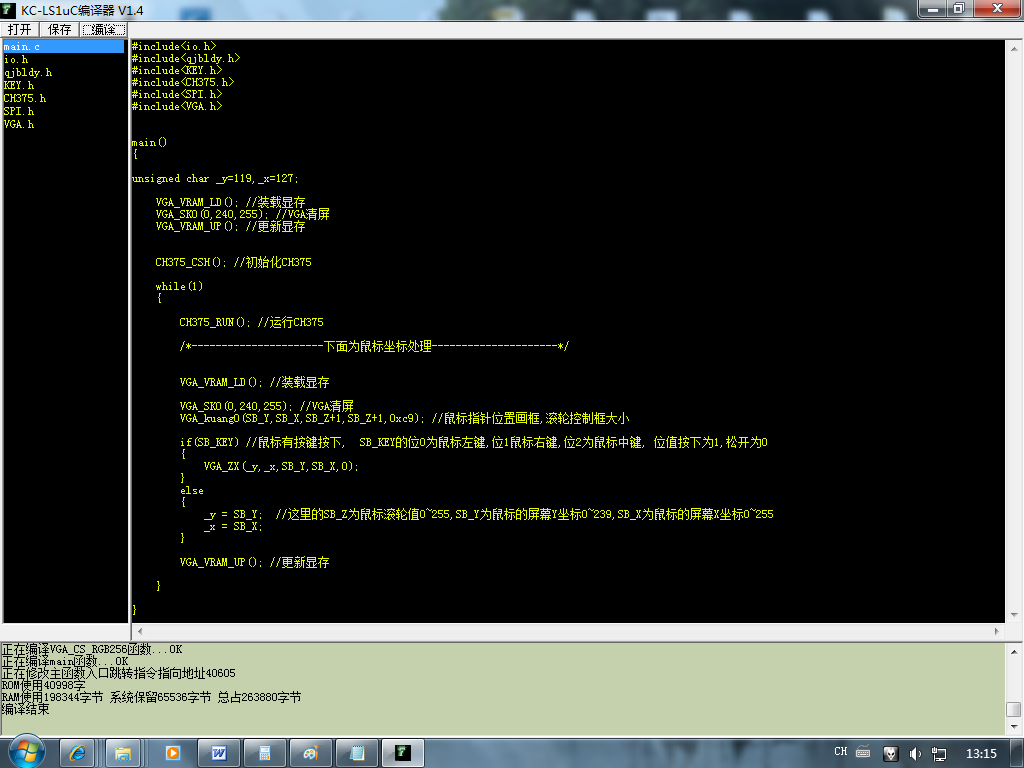 KC-LS1uC编译器 V1.4
打开 保存 编译
main.c
io.h
qjbldy.h
KEY.h
CH375.h
SPI.h
VGA.h
#include<io.h>
#include<qjbldy.h>
#include<KEY.h>
#include<CH375.h>
#include<SPI.h>
#include<VGA.h>
main()
{
unsigned char _y=119,_x=127;
VGA_VRAM_LD(); //装载显存
VGA_SKO(0,240,255); //VGA清屏
VGA_VRAM_UP(); //更新显存
CH375_CSH(); //初始化CH375
while(1)
{
CH375_RUN(); //运行CH375
/*----------------------下面为鼠标坐标处理---------------------*/
VGA_VRAM_LD(); //装载显存
VGA_SKO(0,240,255); //VGA清屏
VGA_kuang0(SB_Y,SB_X,SB_Z+1,SB_Z+1,0xc9); //鼠标指针位置画框,滚轮控制框大小
if(SB_KEY) //鼠标有按键按下, SB_KEY的位0为鼠标左键,位1鼠标右键,位2为鼠标中键, 位值按下为1,松开为0
{
VGA_ZX(_y,_x,SB_Y,SB_X,0);
}
else
{
_y = SB_Y; //这里的SB_Z为鼠标滚轮值0~255,SB_Y为鼠标的屏幕Y坐标0~239,SB_X为鼠标的屏幕X坐标0~255
_x = SB_X;
}
VGA_VRAM_UP(); //更新显存
}
}
正在编译VGA_CS_RGB256函数...OK
正在编译main函数...OK
正在修改主函数入口跳转指令指向地址40605
ROM使用40998字
RAM使用198344字节 系统保留65536字节 总占263880字节
编译结束
CH
13:15